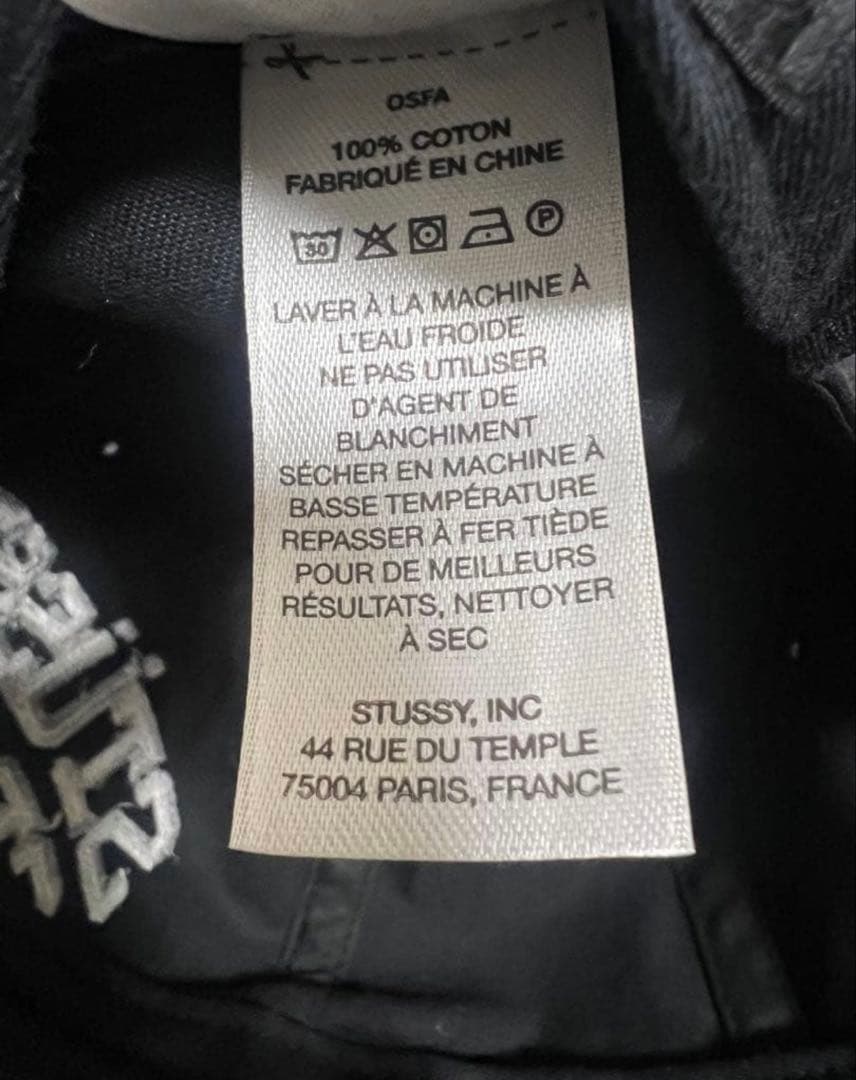 OSFA
100% COTON
FABRIQUÉ EN CHINE
30 P
LAVER À LA MACHINE À
L'EAU FROIDE
NE PAS UTILISER
D'AGENT DE
BLANCHIMENT
SÉCHER EN MACHINE À
BASSE TEMPÉRATURE
REPASSER À FER TIÈDE
POUR DE MEILLEURS
RÉSULTATS, NETTOYER
À SEC
STUSSY, INC
44 RUE DU TEMPLE
75004 PARIS, FRANCE